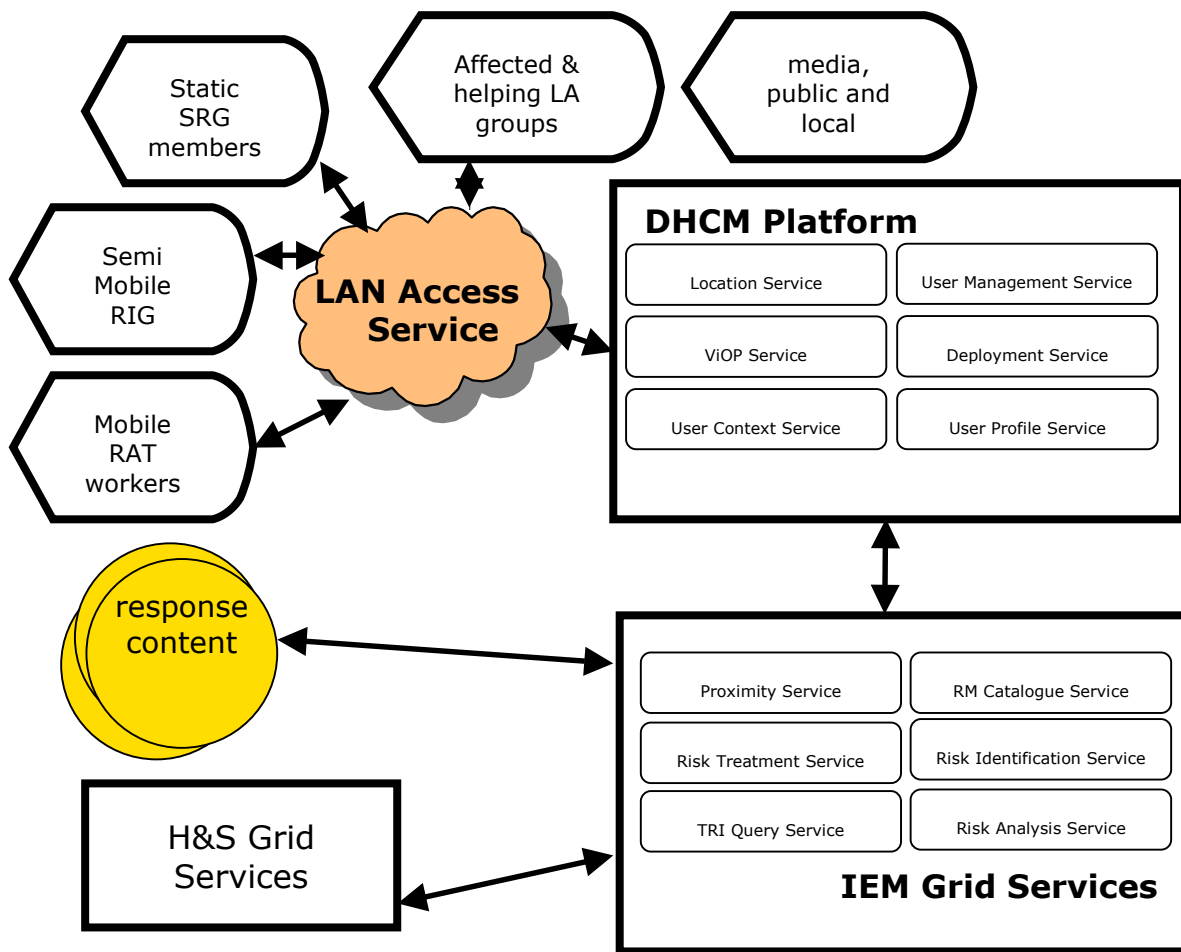 Static
SRG
members
Affected &
helping LA
groups
media,
public and
local
Semi
Mobile
RIG
LAN Access
Service
Mobile
RAT
workers
DHCM Platform
Location Service
User Management Service
ViOP Service
Deployment Service
User Context Service
User Profile Service
response
content
H&S Grid
Services
Proximity Service
RM Catalogue Service
Risk Treatment Service
Risk Identification Service
TRI Query Service
Risk Analysis Service
IEM Grid Services